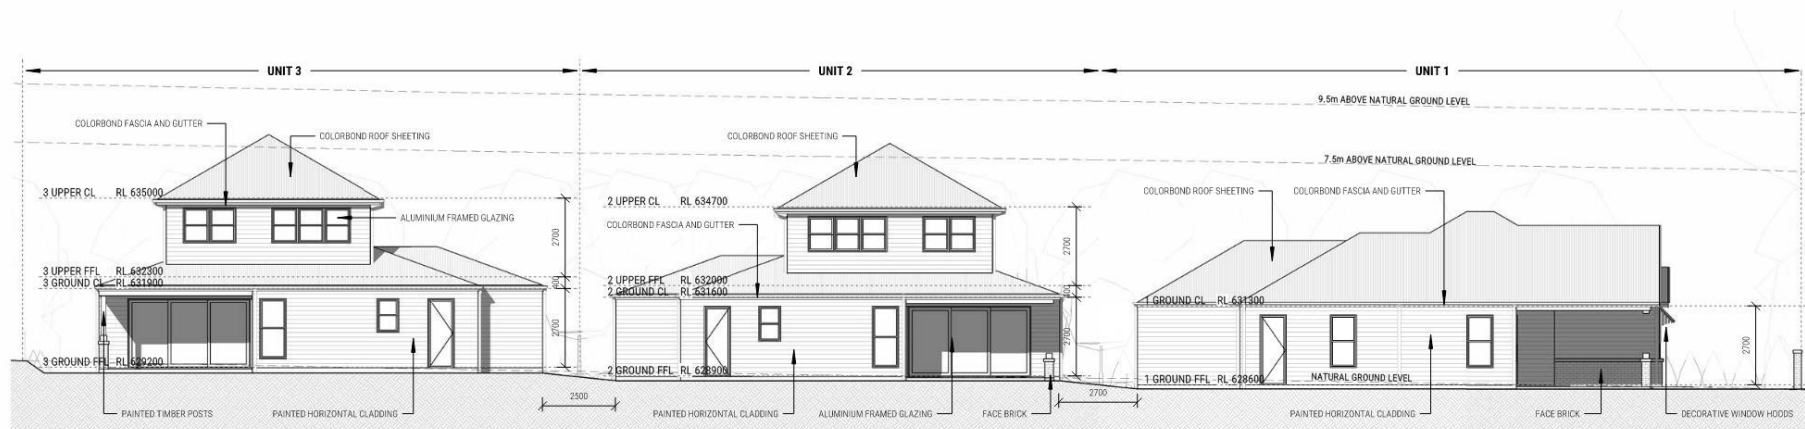 UNIT 3
UNIT 2
UNIT 1
9.5m ABOVE NATURAL GROUND LEVEL
7.5m ABOVE NATURAL GROUND LEVEL
COLORBOND FASCIA AND GUTTER
COLORBOND ROOF SHEETING
3 UPPER CL RL 635000
ALUMINIUM FRAMED GLAZING
2700
3 UPPER FFL RL 632300
400
3 GROUND CL RL 631900
2700
3 GROUND FFL RL 629200
PAINTED TIMBER POSTS
PAINTED HORIZONTAL CLADDING
2500
COLORBOND ROOF SHEETING
2 UPPER CL RL 634700
COLORBOND FASCIA AND GUTTER
2700
2 UPPER FFL RL 632000
400
2 GROUND CL RL 631600
2700
2 GROUND FFL RL 628900
PAINTED HORIZONTAL CLADDING
ALUMINIUM FRAMED GLAZING
FACE BRICK
2700
COLORBOND ROOF SHEETING
COLORBOND FASCIA AND GUTTER
1 GROUND CL RL 631300
2700
1 GROUND FFL RL 628600
NATURAL GROUND LEVEL
PAINTED HORIZONTAL CLADDING
FACE BRICK
DECORATIVE WINDOW HOODS